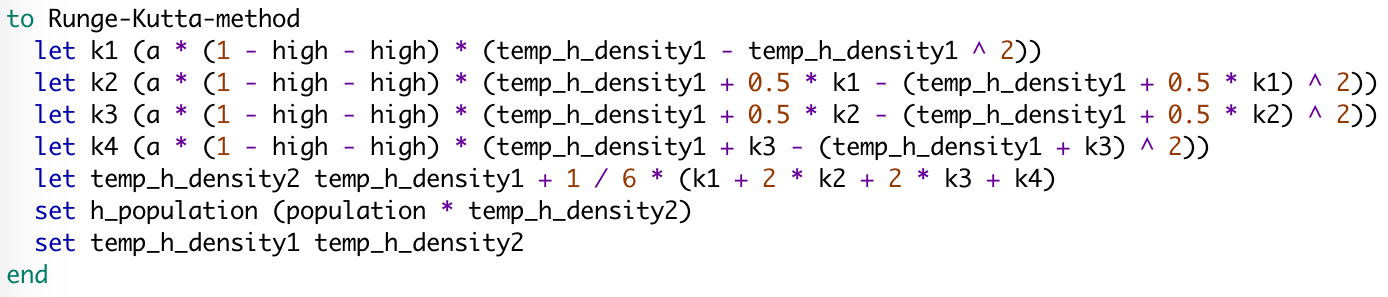 to Runge-Kutta-method
let k1 (a * (1 - high - high) * (temp_h_density1 - temp_h_density1 ^ 2))
let k2 (a * (1 - high - high) * (temp_h_density1 + 0.5 * k1 - (temp_h_density1 + 0.5 * k1) ^ 2))
let k3 (a * (1 - high - high) * (temp_h_density1 + 0.5 * k2 - (temp_h_density1 + 0.5 * k2) ^ 2))
let k4 (a * (1 - high - high) * (temp_h_density1 + k3 - (temp_h_density1 + k3) ^ 2))
let temp_h_density2 temp_h_density1 + 1 / 6 * (k1 + 2 * k2 + 2 * k3 + k4)
set h_population (population * temp_h_density2)
set temp_h_density1 temp_h_density2
end